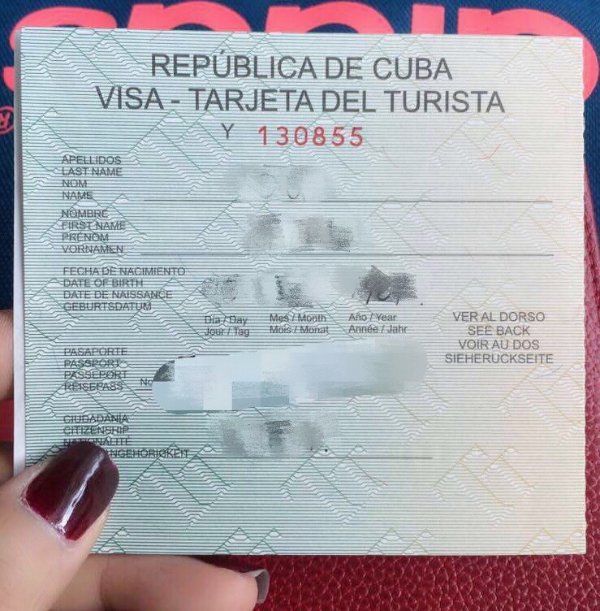 REPÚBLICA DE CUBA
VISA - TARJETA DEL TURISTA
Y 130855
APELLIDOS
LAST NAME
NOM
NAME
NOMBRE
FIRST NAME
PRÉNOM
VORNAMEN
FECHA DE NACIMIENTO
DATE OF BIRTH
DATE DE NAISSANCE
GEBURTSDATUM
Día / Day Mes / Month Año / Year
Jour / Tag Mois / Monat Année / Jahr
VER AL DORSO
SEE BACK
VOIR AU DOS
SIEHERUCKSEITE
PASAPORTE
PASSPORT
PASSEPORT
REISEPASS No
CIUDADANÍA
CITIZENSHIP
NATIONALITÉ
ANGEHÖRIGKEIT